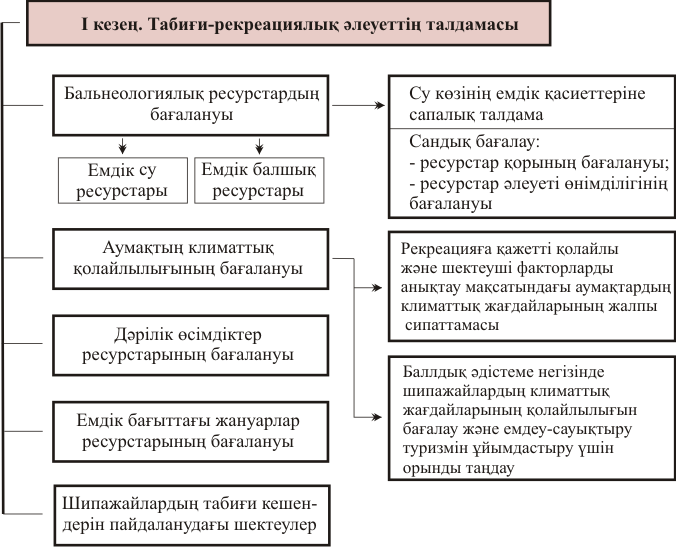 I кезең. Табиғи-рекреациялық әлеуеттің талдамасы
Бальнеологиялық ресурстардың
бағалануы
Емдік су
ресурстары
Емдік балшық
ресурстары
Су көзінің емдік қасиеттеріне
сапалық талдама
Сандық бағалау:
- ресурстар қорының бағалануы;
- ресурстар әлеуеті өнімділігінің
бағалануы
Аумақтың климаттық
қолайлылығының бағалануы
Рекреацияға қажетті қолайлы
және шектеуші факторларды
анықтау мақсатындағы аумақтардың
климаттық жағдайларының жалпы
сипаттамасы
Баллдық әдістеме негізінде
шипажайлардың климаттық
жағдайларының қолайлылығын
бағалау және емдеу-сауықтыру
туризмін ұйымдастыру үшін
орынды таңдау
Дәрілік өсімдіктер
ресурстарының бағалануы
Емдік бағыттағы жануарлар
ресурстарының бағалануы
Шипажайлардың табиғи кешен-
дерін пайдаланудағы шектеулер